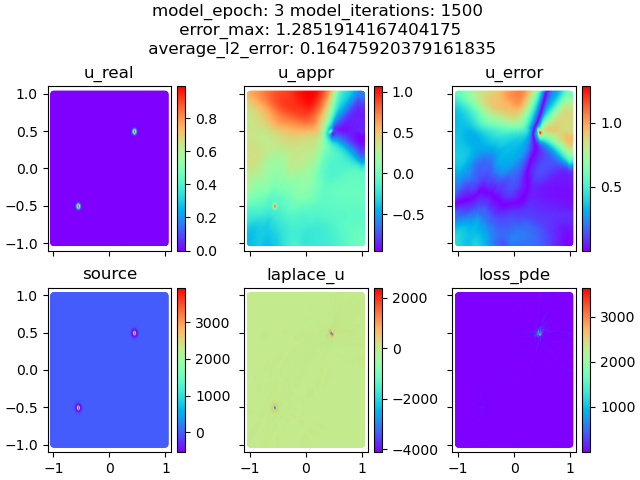 model_epoch: 3 model_iterations: 1500
error_max: 1.2851914167404175
average_l2_error: 0.16475920379161835
u_real
u_appr
u_error
1.0
0.5
0.0
−0.5
−1.0
0.8
0.6
0.4
0.2
0.0
1.0
0.5
0.0
−0.5
1.0
0.5
source
laplace_u
loss_pde
1.0
0.5
0.0
−0.5
−1.0
3000
2000
1000
0
2000
0
−2000
−4000
3000
2000
1000
−1 0 1
−1 0 1
−1 0 1